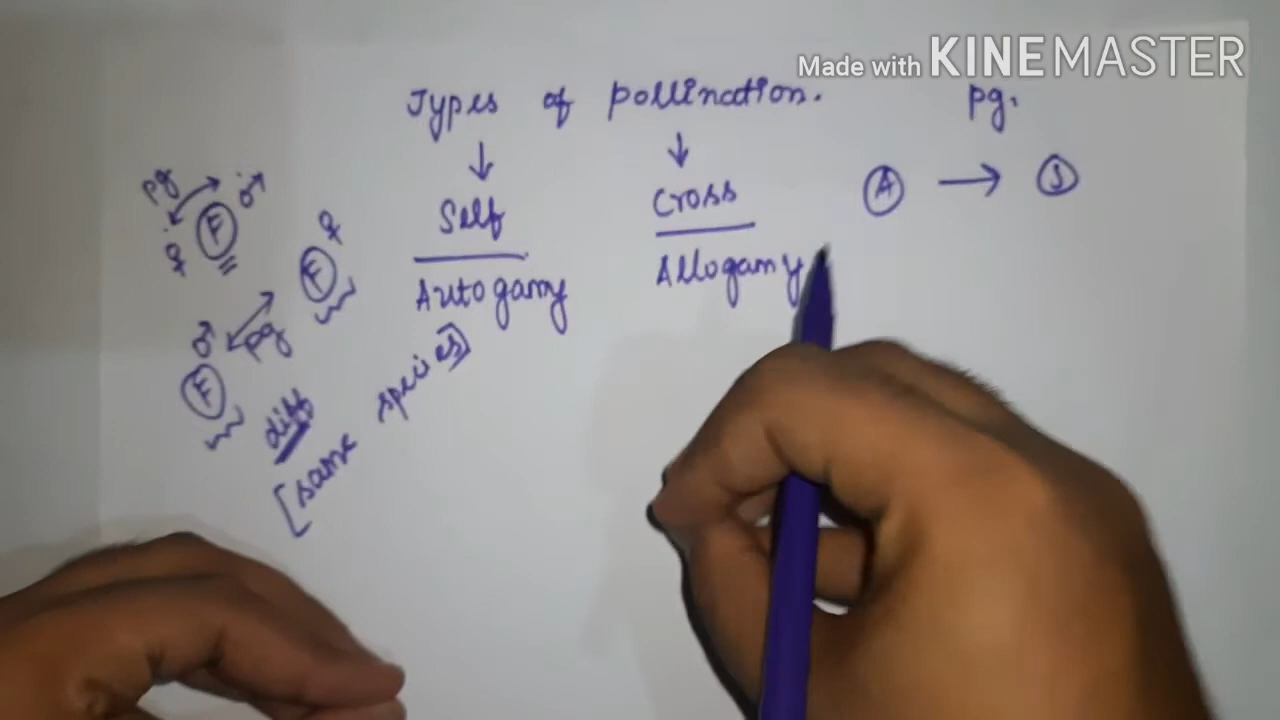 Made with KINEMASTER
Types of pollination. pg.
↓ ↓
Self Cross
Autogamy Allogamy
A → S
pg ♂
F
♀
♀
F
♂ pg
F
diff
[same species]